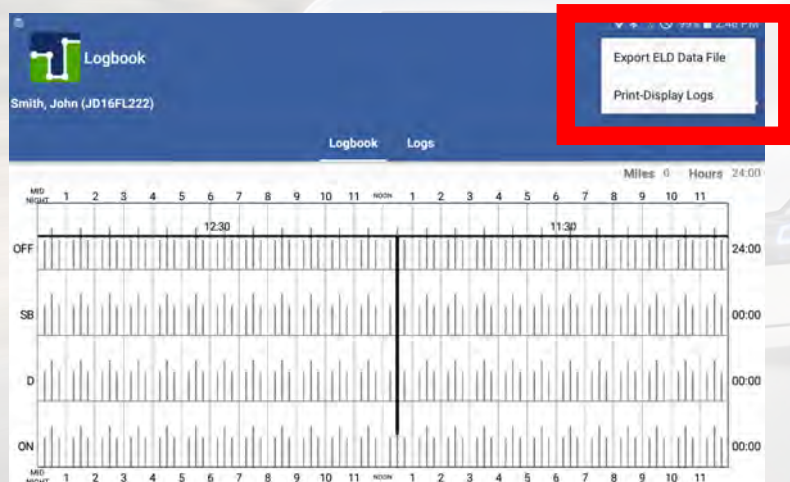 99% 2:46 PM
Logbook
Export ELD Data File
Print-Display Logs
Smith, John (JD16FL222)
Logbook Logs
Miles 0 Hours 24:00
MID NIGHT 1 2 3 4 5 6 7 8 9 10 11 NOON 1 2 3 4 5 6 7 8 9 10 11
12:30 11:30
OFF 24:00
SB 00:00
D 00:00
ON 00:00
MID NIGHT 1 2 3 4 5 6 7 8 9 10 11 NOON 1 2 3 4 5 6 7 8 9 10 11